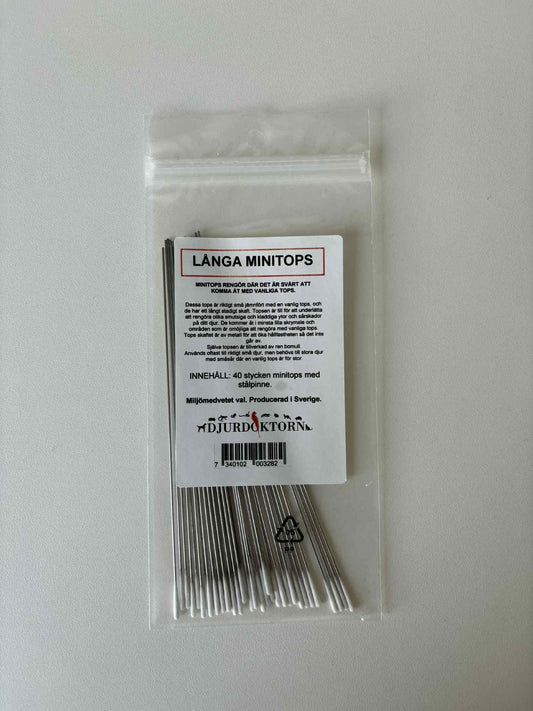 LÅNGA MINITOPS
MINITOPS RENGÖR DÄR DET ÄR SVÅRT ATT
KOMMA ÅT MED VANLIGA TOPS.
Dessa tops är riktigt små jämnfört med en vanlig tops, och
de har ett långt stadigt skaft. Topsen är till för att underlätta
att rengöra olika smutsiga och kladdiga ytor och sårskador
på ditt djur. De kommer åt i minsta lilla skrymsle och
områden som är omöjliga att rengöra med vanliga tops.
Tops skaftet är av metall för att öka hållfastheten så det inte
går av.
Själva topsen är tillverkad av ren bomull.
Används oftast till riktigt små djur, men behövs till stora djur
med småsår där en vanlig tops är för stor.
INNEHÅLL: 40 stycken minitops med
stålpinne.
Miljömedvetet val. Producerad i Sverige.
DJURDOKTORN
7 340102 003282